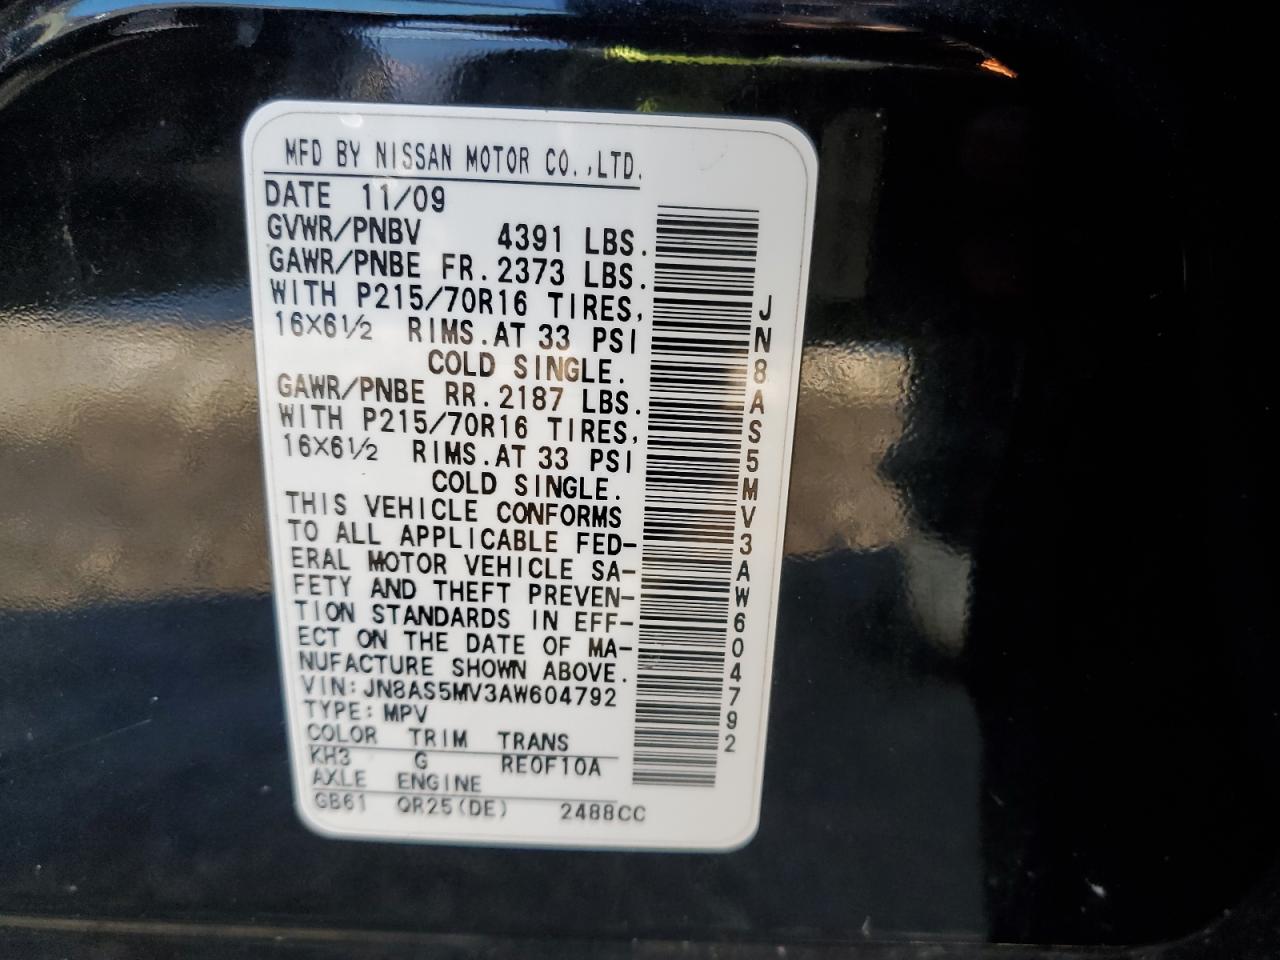 MFD BY NISSAN MOTOR CO.,LTD.
DATE 11/09
GVWR/PNBV 4391 LBS.
GAWR/PNBE FR.2373 LBS.
WITH P215/70R16 TIRES,
16X6½ RIMS.AT 33 PSI
COLD SINGLE.
GAWR/PNBE RR.2187 LBS.
WITH P215/70R16 TIRES,
16X6½ RIMS.AT 33 PSI
COLD SINGLE.
THIS VEHICLE CONFORMS
TO ALL APPLICABLE FED-
ERAL MOTOR VEHICLE SA-
FETY AND THEFT PREVEN-
TION STANDARDS IN EFF-
ECT ON THE DATE OF MA-
NUFACTURE SHOWN ABOVE.
VIN:JN8AS5MV3AW604792
TYPE:MPV
COLOR TRIM TRANS
KH3 G RE0F10A
AXLE ENGINE
GB61 QR25(DE) 2488CC
JN8AS5MV3AW604792